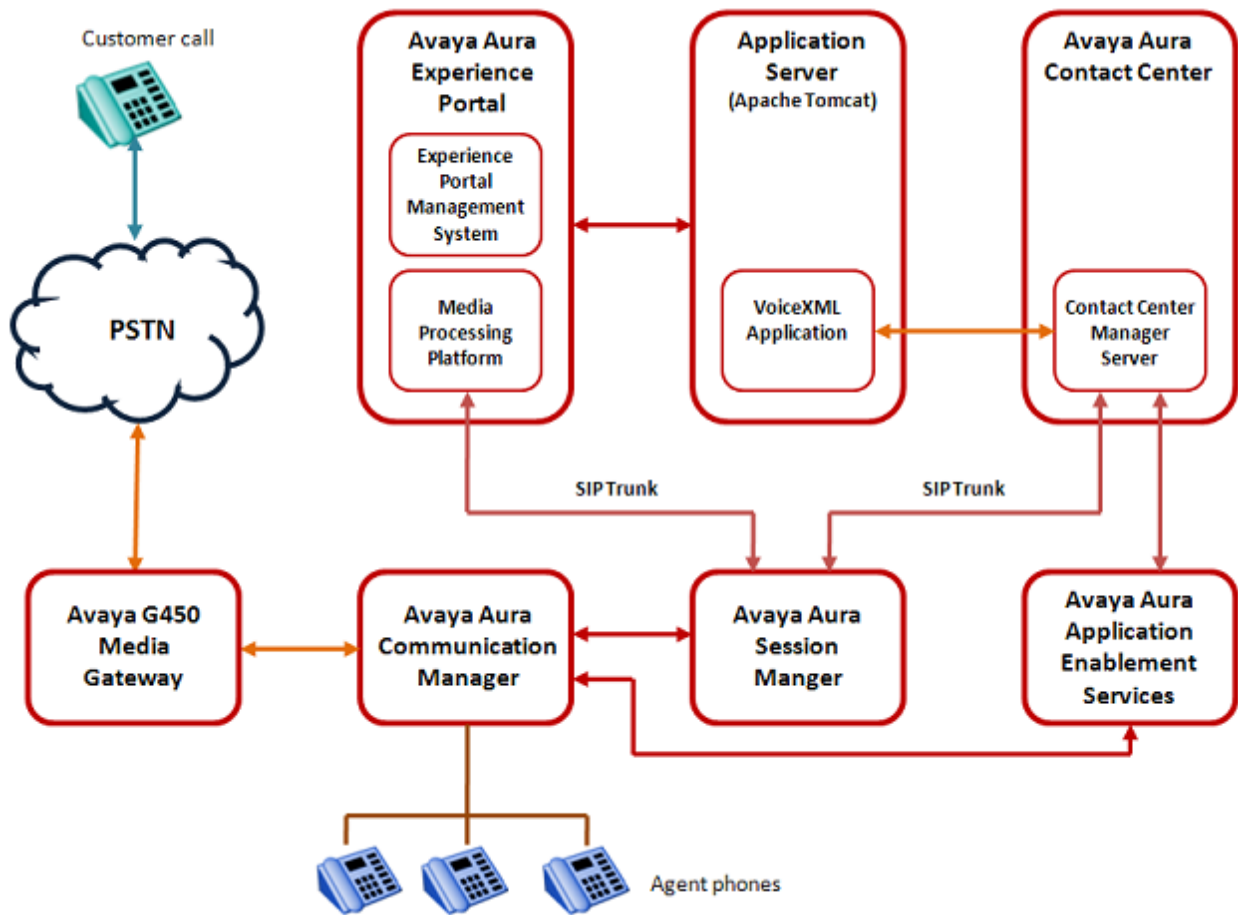 Customer call
Avaya Aura
Experience
Portal
Application
Server
(Apache Tomcat)
Avaya Aura
Contact Center
Experience
Portal
Management
System
Media
Processing
Platform
VoiceXML
Application
Contact Center
Manager
Server
PSTN
SIP Trunk
SIP Trunk
Avaya G450
Media
Gateway
Avaya Aura
Communication
Manager
Avaya Aura
Session
Manger
Avaya Aura
Application
Enablement
Services
Agent phones